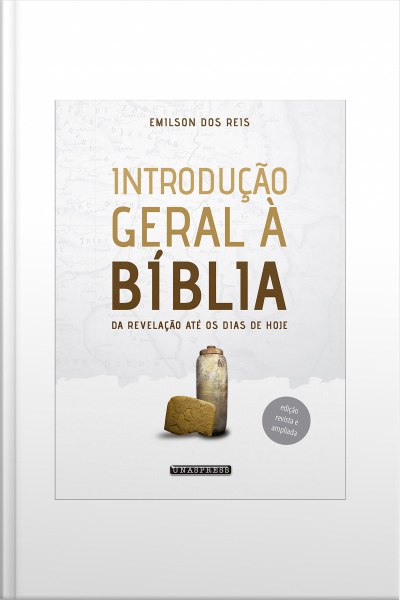 EMILSON DOS REIS
INTRODUÇÃO
GERAL À
BÍBLIA
DA REVELAÇÃO ATÉ OS DIAS DE HOJE
edição
revista e
ampliada
UNASPRESS